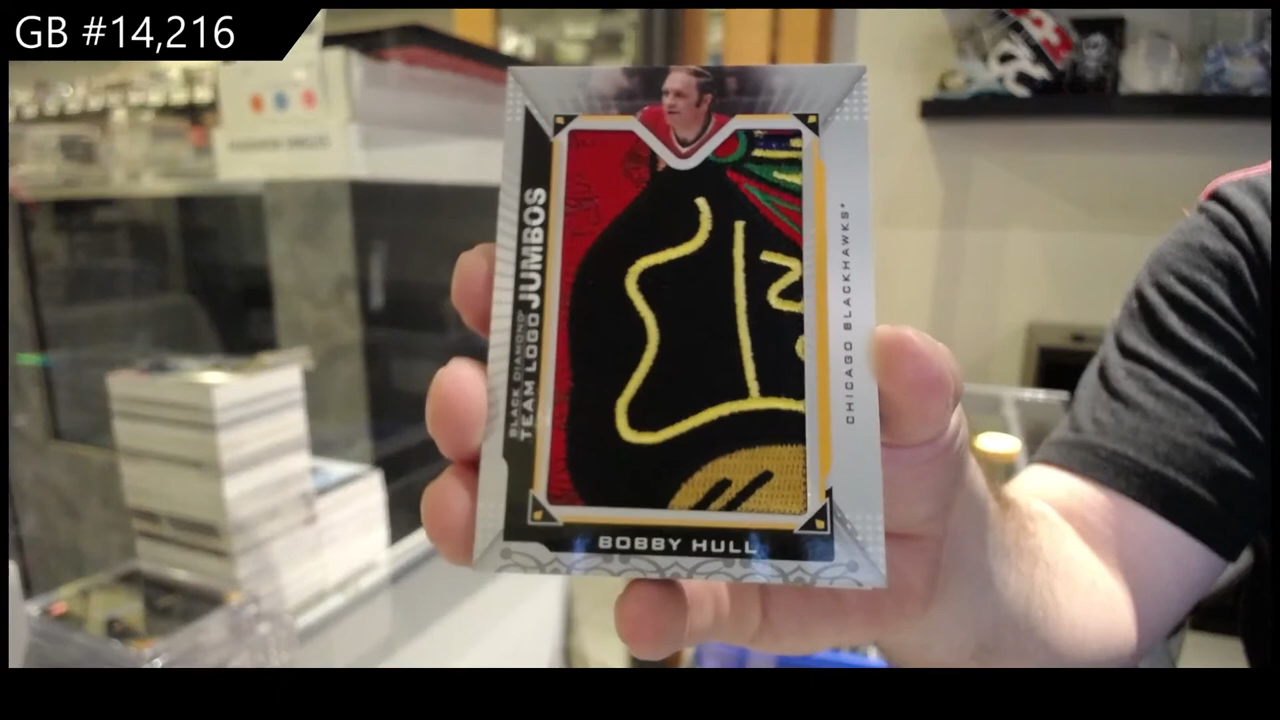 GB #14,216
BLACK DIAMOND
TEAM LOGO JUMBOS
CHICAGO BLACKHAWKS
BOBBY HULL